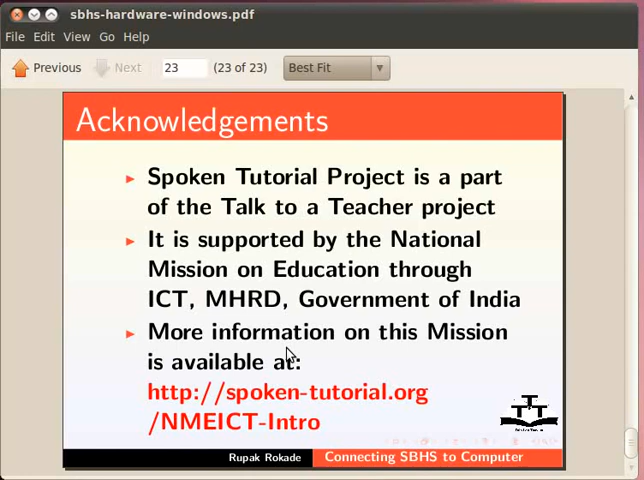 sbhs-hardware-windows.pdf
File Edit View Go Help
Previous Next 23 (23 of 23) Best Fit
Acknowledgements
Spoken Tutorial Project is a part
of the Talk to a Teacher project
It is supported by the National
Mission on Education through
ICT, MHRD, Government of India
More information on this Mission
is available at:
http://spoken-tutorial.org
/NMEICT-Intro
Rupak Rokade Connecting SBHS to Computer